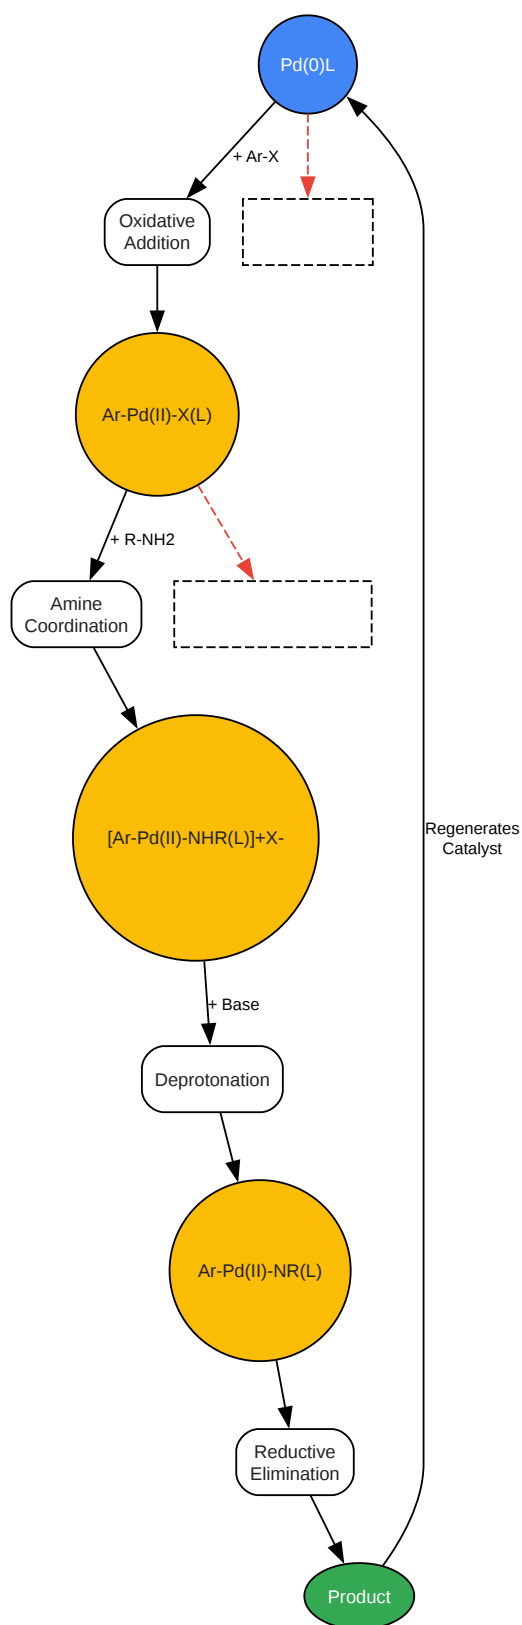 Pd(0)L
+ Ar-X
Oxidative
Addition
Ar-Pd(II)-X(L)
+ R-NH2
Amine
Coordination
[Ar-Pd(II)-NHR(L)]+X-
Regenerates
Catalyst
+ Base
Deprotonation
Ar-Pd(II)-NR(L)
Reductive
Elimination
Product